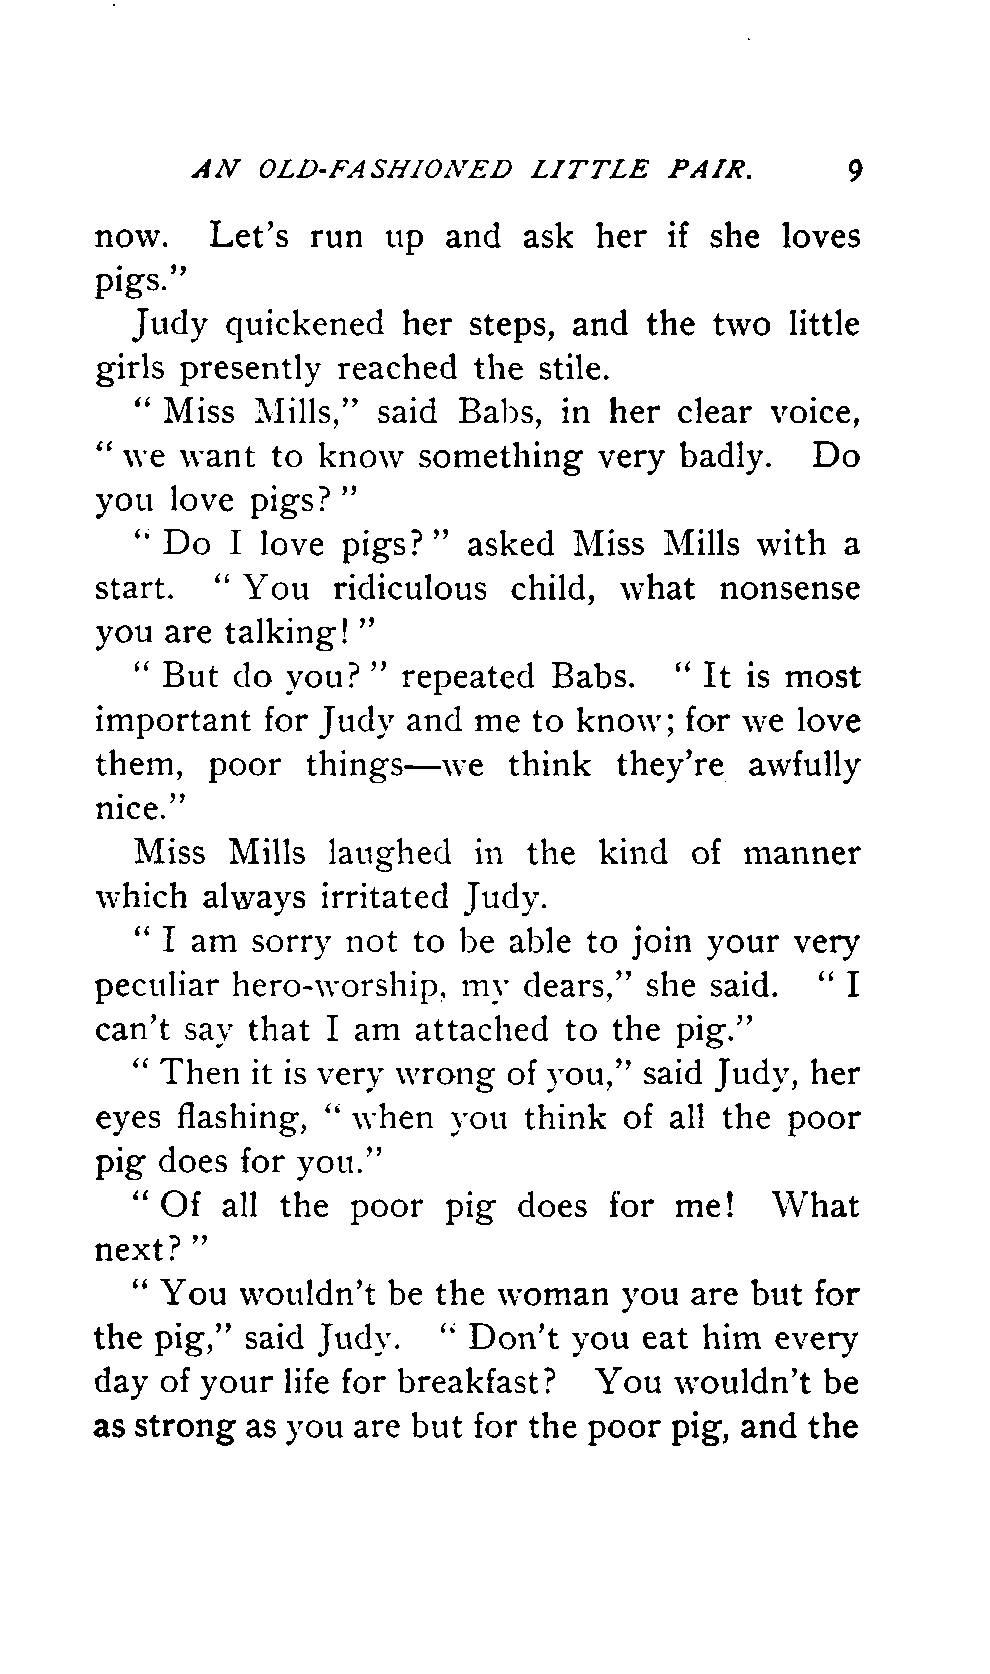 AN OLD-FASHIONED LITTLE PAIR. 9
now. Let's run up and ask her if she loves
pigs."
Judy quickened her steps, and the two little
girls presently reached the stile.
" Miss Mills," said Babs, in her clear voice,
" we want to know something very badly. Do
you love pigs? "
" Do I love pigs? " asked Miss Mills with a
start. " You ridiculous child, what nonsense
you are talking! "
" But do you? " repeated Babs. " It is most
important for Judy and me to know; for we love
them, poor things—we think they're awfully
nice."
Miss Mills laughed in the kind of manner
which always irritated Judy.
" I am sorry not to be able to join your very
peculiar hero-worship, my dears," she said. " I
can't say that I am attached to the pig."
" Then it is very wrong of you," said Judy, her
eyes flashing, " when you think of all the poor
pig does for you."
" Of all the poor pig does for me! What
next? "
" You wouldn't be the woman you are but for
the pig," said Judy. " Don't you eat him every
day of your life for breakfast? You wouldn't be
as strong as you are but for the poor pig, and the